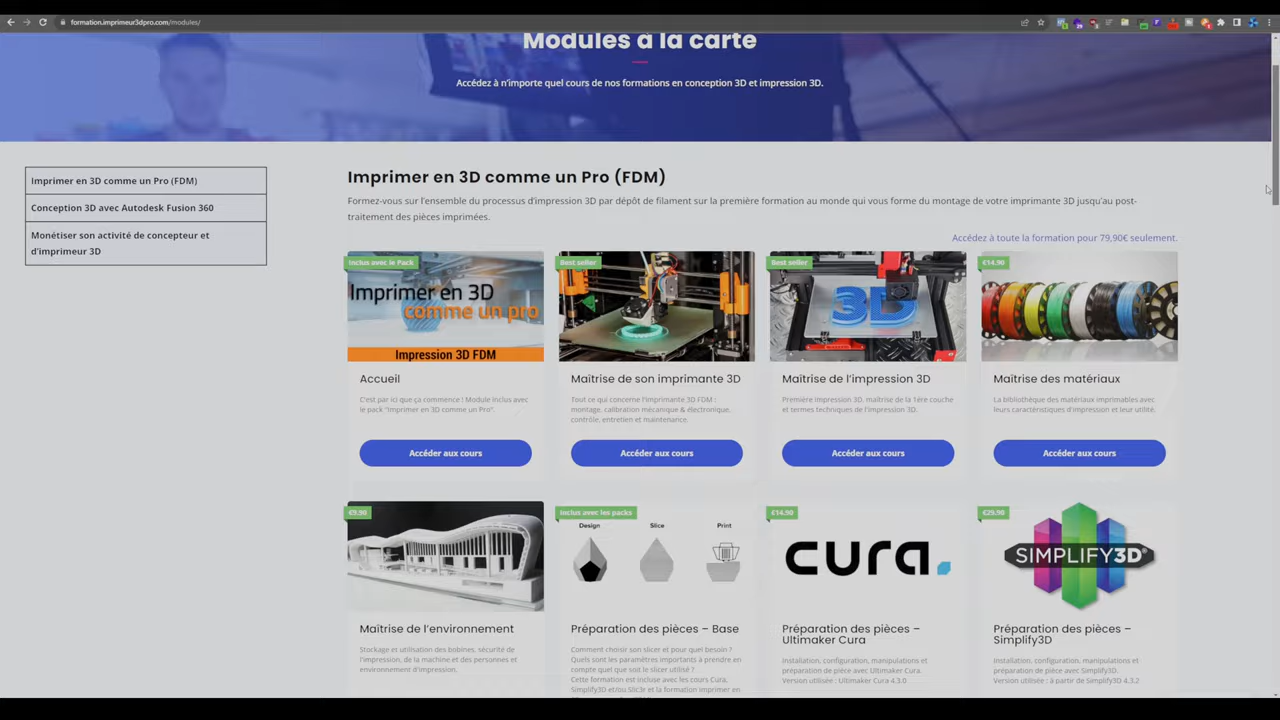 formation.imprimeur3dpro.com/modules/
Modules à la carte
Accédez à n'importe quel cours de nos formations en conception 3D et impression 3D.
Imprimer en 3D comme un Pro (FDM)
Conception 3D avec Autodesk Fusion 360
Monétiser son activité de concepteur et
d'imprimeur 3D
Imprimer en 3D comme un Pro (FDM)
Formez-vous sur l'ensemble du processus d'impression 3D par dépôt de filament sur la première formation au monde qui vous forme du montage de votre imprimante 3D jusqu'au post-
traitement des pièces imprimées.
Accédez à toute la formation pour 79,90€ seulement.
Inclus avec le Pack
Imprimer en 3D
comme un pro
Impression 3D FDM
Accueil
C'est par ici que ça commence ! Module inclus avec
le pack "Imprimer en 3D comme un Pro".
Accéder aux cours
Best seller
Maîtrise de son imprimante 3D
Tout ce qui concerne l'imprimante 3D FDM :
montage, calibration mécanique & électronique,
contrôle, entretien et maintenance.
Accéder aux cours
Best seller
3D
Maîtrise de l'impression 3D
Première impression 3D, maîtrise de la 1ère couche
et termes techniques de l'impression 3D.
Accéder aux cours
€14.90
Maîtrise des matériaux
La bibliothèque des matériaux imprimables avec
leurs caractéristiques d'impression et leur utilité.
Accéder aux cours
€9.90
Maîtrise de l'environnement
Stockage et utilisation des bobines, sécurité de
l'impression, de la machine et des personnes et
environnement d'impression.
Inclus avec les packs
Design
Slice
Print
Préparation des pièces – Base
Comment choisir son slicer et pour quel besoin ?
Quels sont les paramètres importants à prendre en
compte quel que soit le slicer utilisé ?
Cette formation est incluse avec les cours Cura,
Simplify3D et/ou Slic3r et la formation imprimer en
€14.90
cura.
Préparation des pièces –
Ultimaker Cura
Installation, configuration, manipulations et
préparation de pièce avec Ultimaker Cura.
Version utilisée : Ultimaker Cura 4.3.0
€29.90
SIMPLIFY3D®
Préparation des pièces –
Simplify3D
Installation, configuration, manipulations et
préparation de pièce avec Simplify3D.
Version utilisée : à partir de Simplify3D 4.3.2